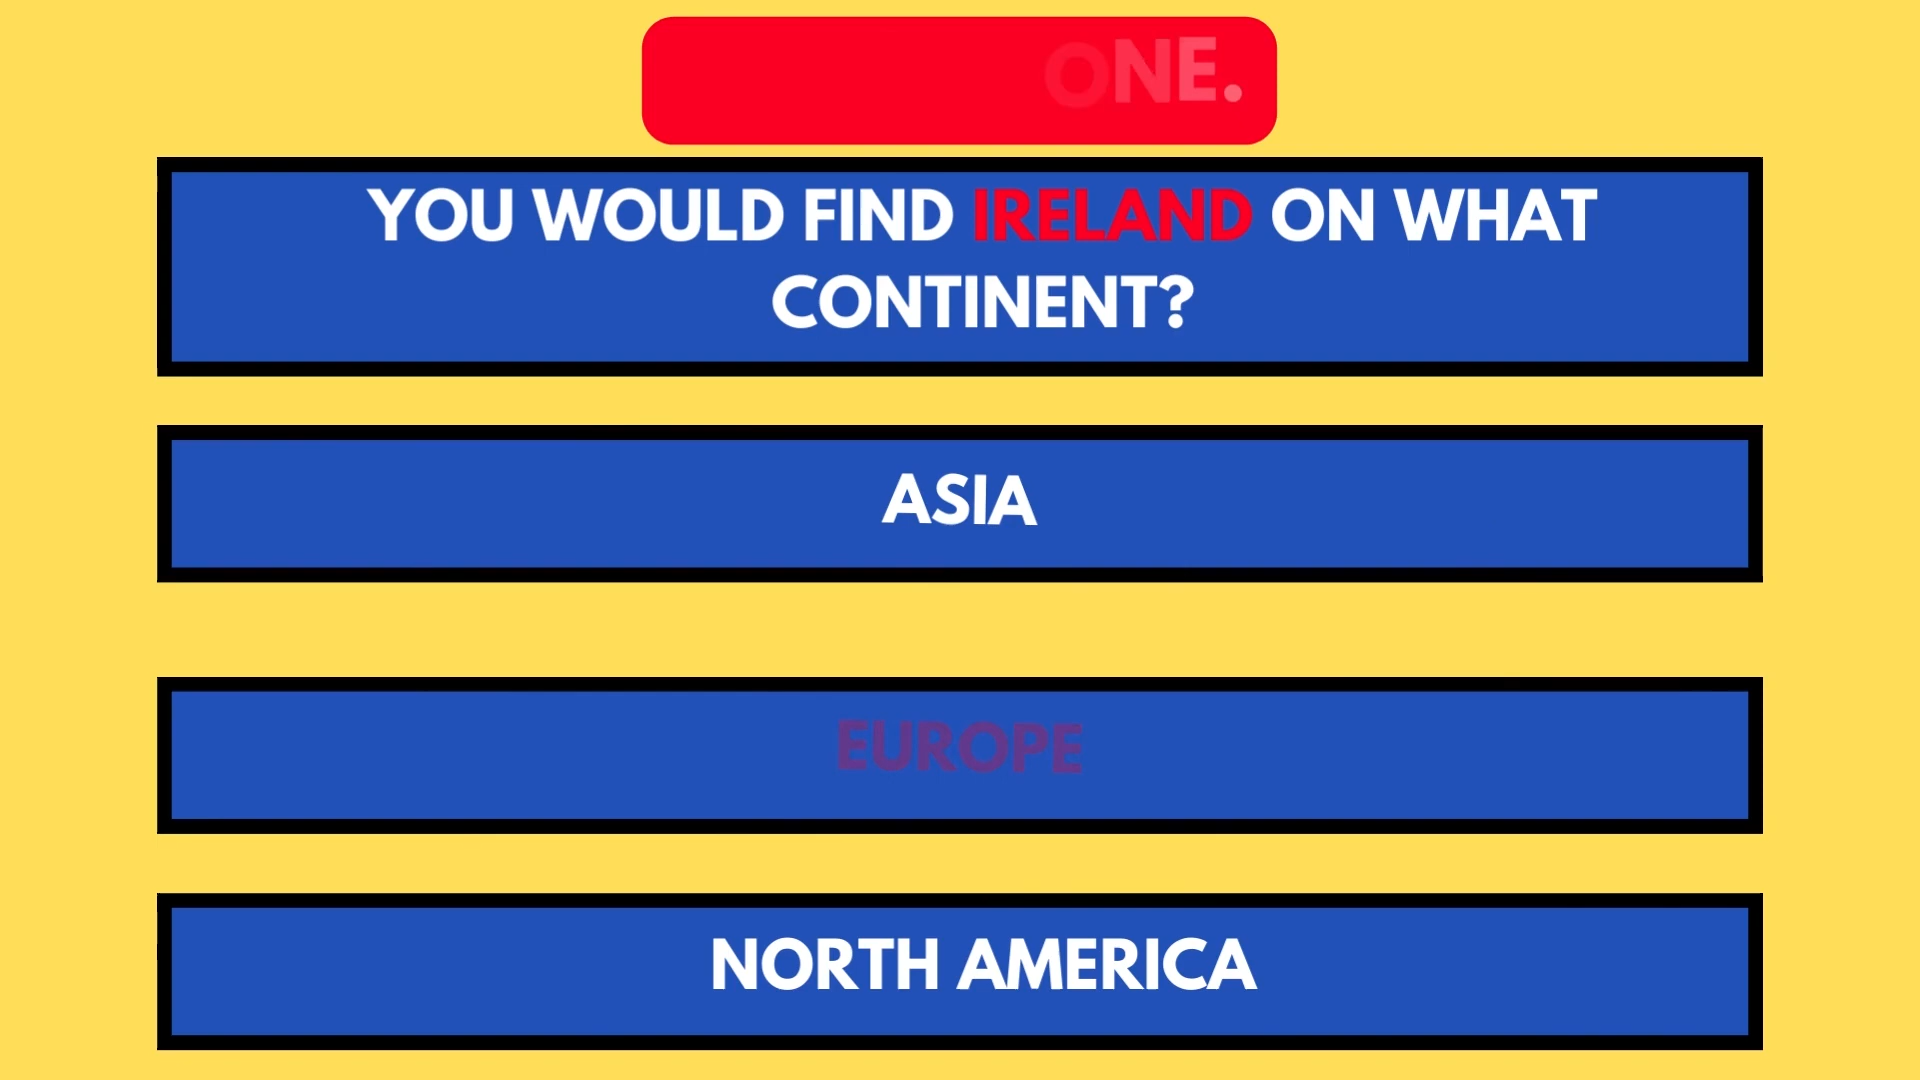 ONE.
YOU WOULD FIND IRELAND ON WHAT
CONTINENT?
ASIA
EUROPE
NORTH AMERICA